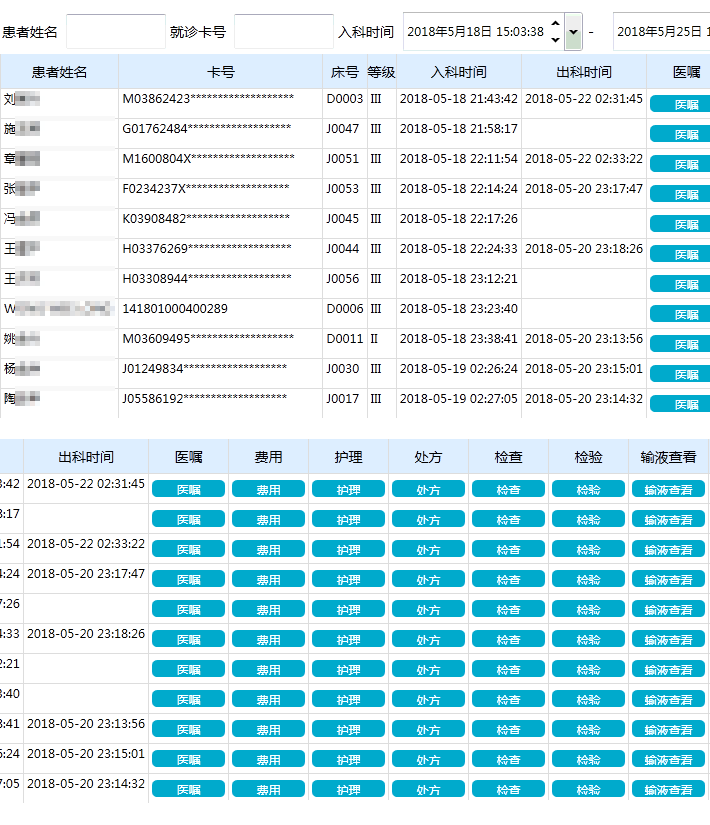 患者姓名 就诊卡号 入科时间 2018年5月18日 15:03:38 - 2018年5月25日
患者姓名 卡号 床号 等级 入科时间 出科时间 医嘱
刘 M03862423******************* D0003 III 2018-05-18 21:43:42 2018-05-22 02:31:45 医嘱
施 G01762484******************* J0047 III 2018-05-18 21:58:17 医嘱
章 M1600804X******************* J0051 III 2018-05-18 22:11:54 2018-05-22 02:33:22 医嘱
张 F0234237X******************* J0053 III 2018-05-18 22:14:24 2018-05-20 23:17:47 医嘱
冯 K03908482******************* J0045 III 2018-05-18 22:17:26 医嘱
王 H03376269******************* J0044 III 2018-05-18 22:24:33 2018-05-20 23:18:26 医嘱
王 H03308944******************* J0056 III 2018-05-18 23:12:21 医嘱
W 141801000400289 D0006 III 2018-05-18 23:23:40 医嘱
姚 M03609495******************* D0011 II 2018-05-18 23:38:41 2018-05-20 23:13:56 医嘱
杨 J01249834******************* J0030 III 2018-05-19 02:26:24 2018-05-20 23:15:01 医嘱
陶 J05586192******************* J0017 III 2018-05-19 02:27:05 2018-05-20 23:14:32 医嘱
出科时间 医嘱 费用 护理 处方 检查 检验 输液查看
:42 2018-05-22 02:31:45 医嘱 费用 护理 处方 检查 检验 输液查看
:17 医嘱 费用 护理 处方 检查 检验 输液查看
:54 2018-05-22 02:33:22 医嘱 费用 护理 处方 检查 检验 输液查看
:24 2018-05-20 23:17:47 医嘱 费用 护理 处方 检查 检验 输液查看
:26 医嘱 费用 护理 处方 检查 检验 输液查看
:33 2018-05-20 23:18:26 医嘱 费用 护理 处方 检查 检验 输液查看
:21 医嘱 费用 护理 处方 检查 检验 输液查看
:40 医嘱 费用 护理 处方 检查 检验 输液查看
:41 2018-05-20 23:13:56 医嘱 费用 护理 处方 检查 检验 输液查看
:24 2018-05-20 23:15:01 医嘱 费用 护理 处方 检查 检验 输液查看
:05 2018-05-20 23:14:32 医嘱 费用 护理 处方 检查 检验 输液查看